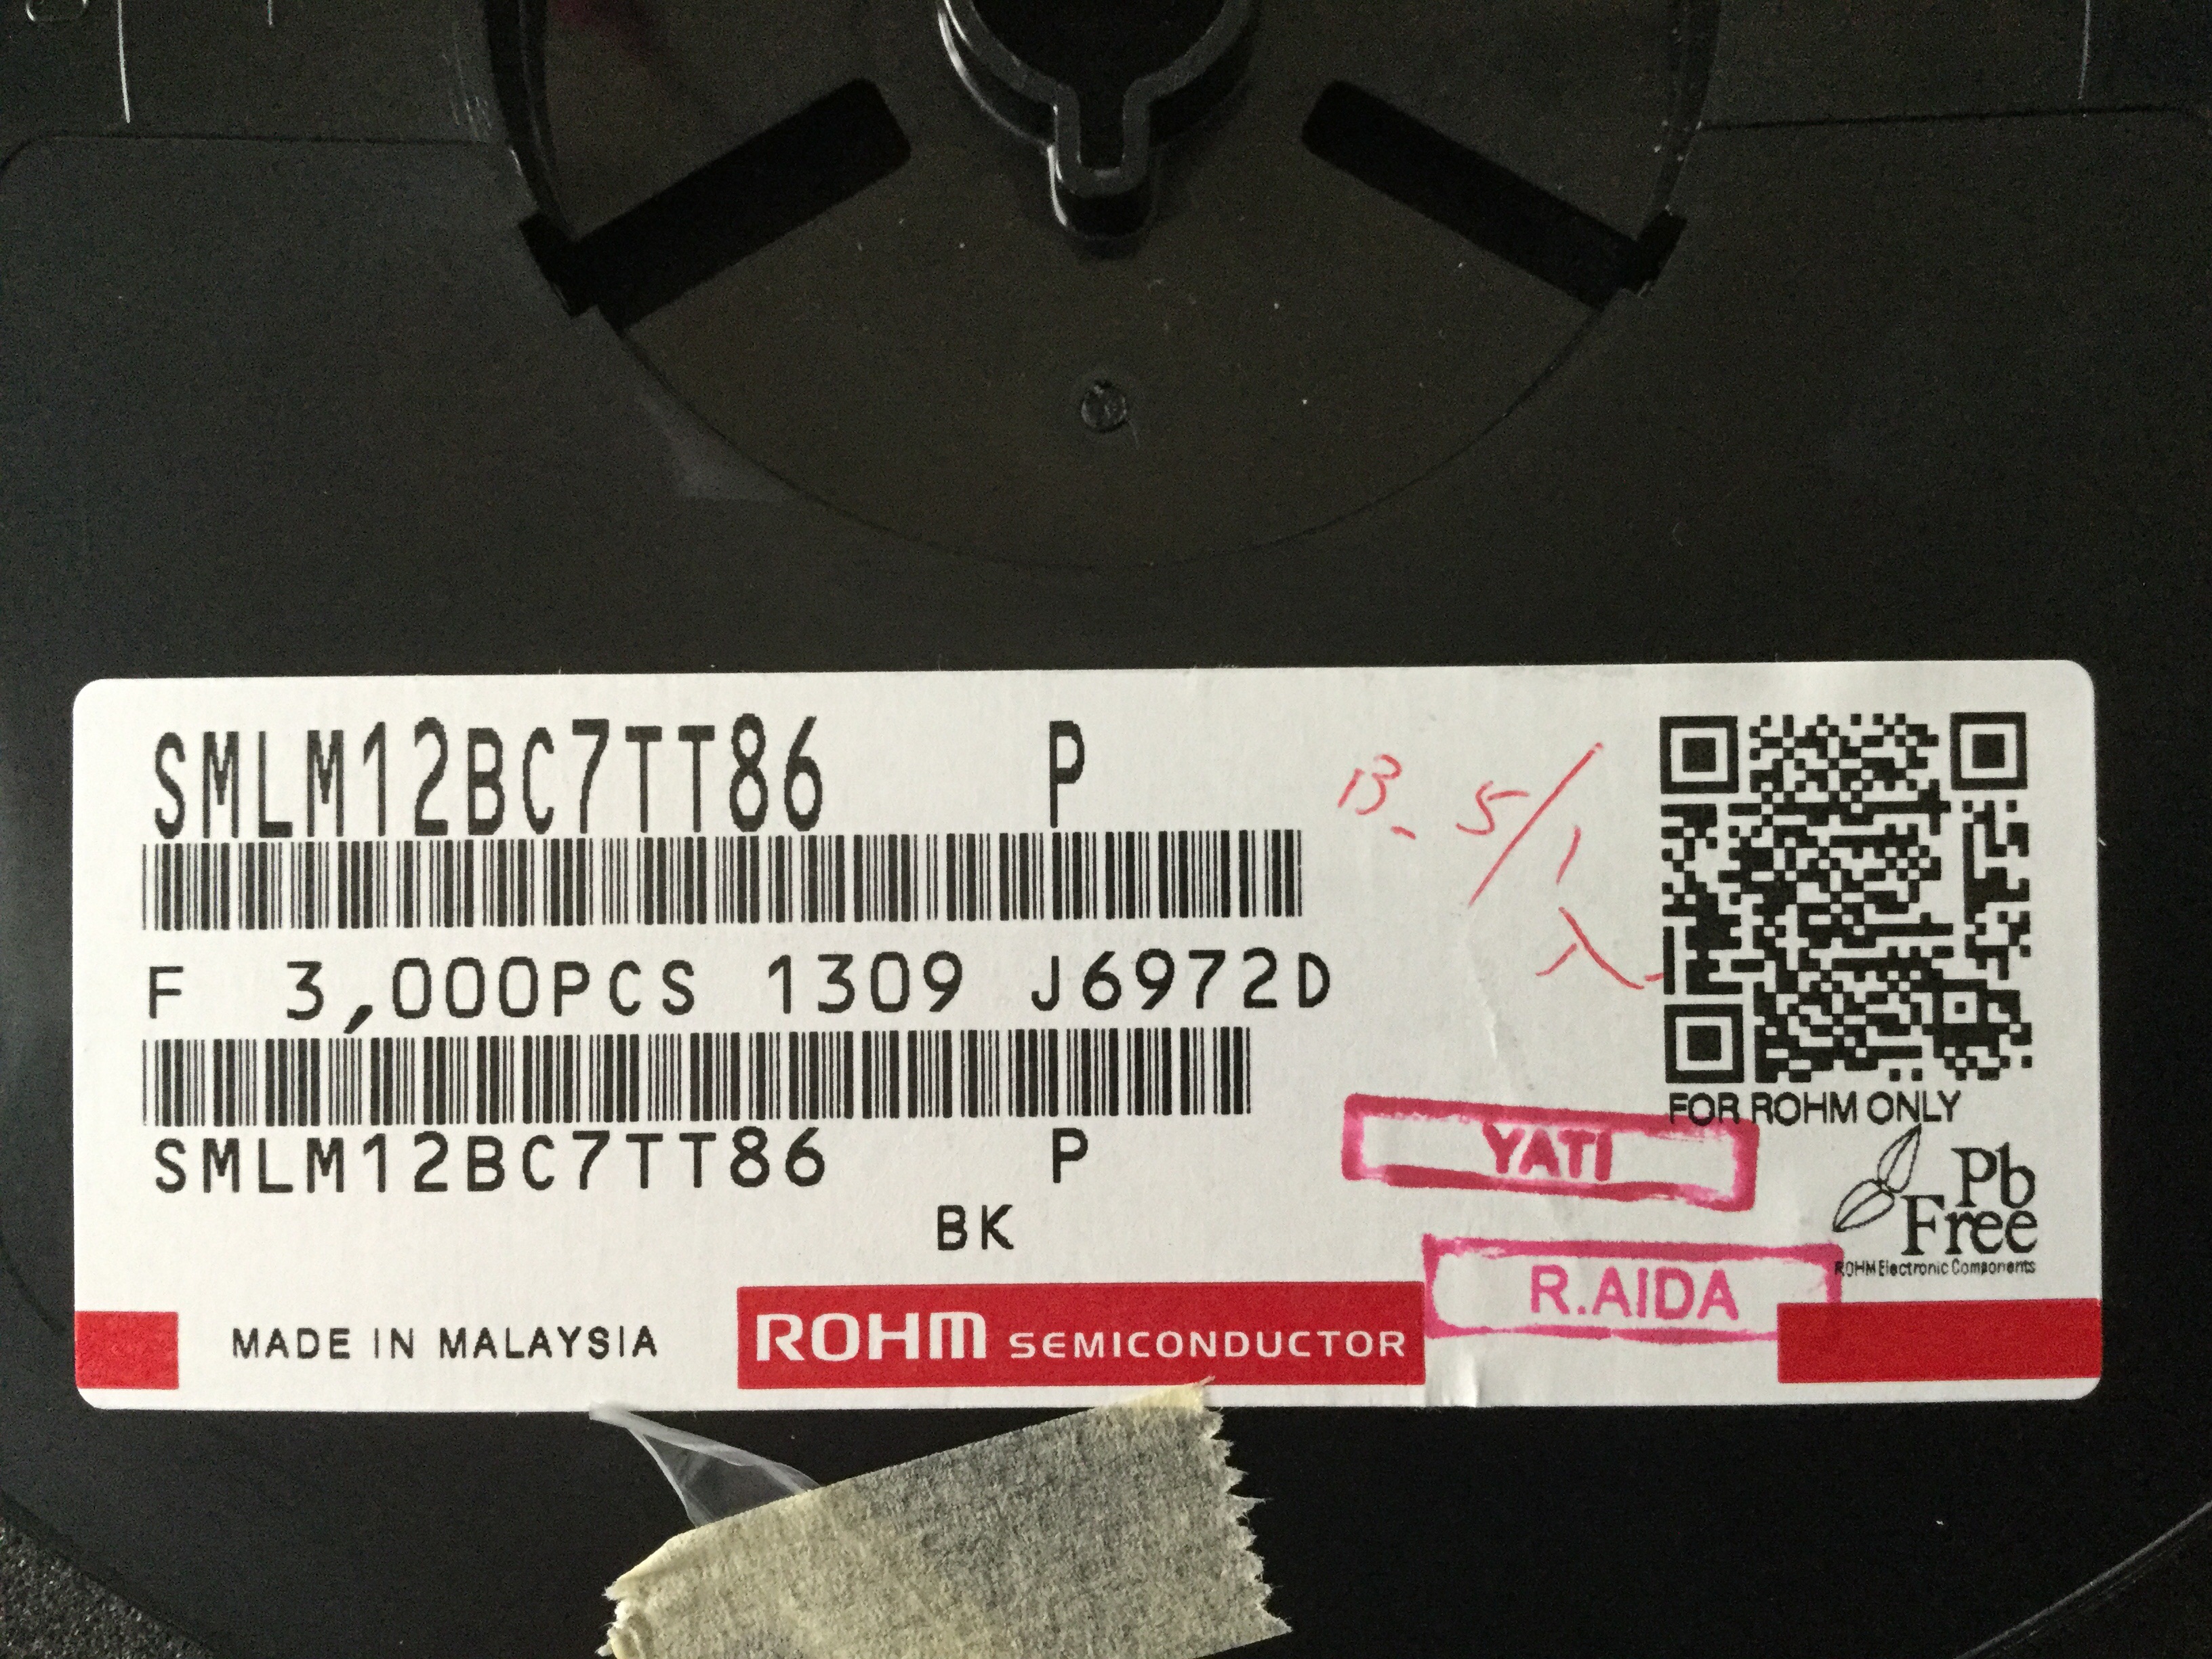 SMLM12BC7TT86 P
F 3,000PCS 1309 J6972D
SMLM12BC7TT86 P
BK
MADE IN MALAYSIA
ROHM SEMICONDUCTOR
FOR ROHM ONLY
YATI
Pb
Free
ROHM Electronic Components
R.AIDA